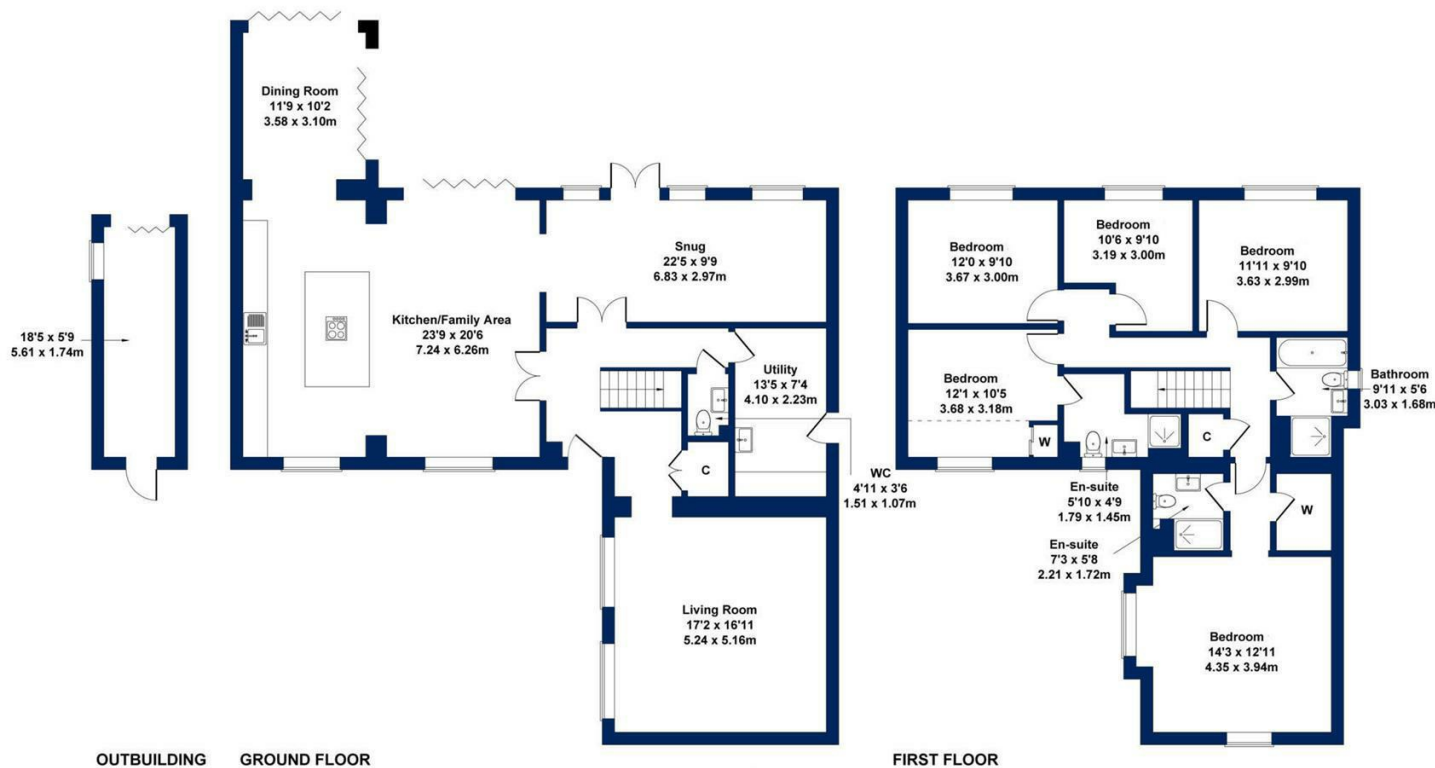 Dining Room
11'9 x 10'2
3.58 x 3.10m
18'5 x 5'9
5.61 x 1.74m
Kitchen/Family Area
23'9 x 20'6
7.24 x 6.26m
Snug
22'5 x 9'9
6.83 x 2.97m
Utility
13'5 x 7'4
4.10 x 2.23m
C
WC
4'11 x 3'6
1.51 x 1.07m
Living Room
17'2 x 16'11
5.24 x 5.16m
OUTBUILDING
GROUND FLOOR
Bedroom
12'0 x 9'10
3.67 x 3.00m
Bedroom
10'6 x 9'10
3.19 x 3.00m
Bedroom
11'11 x 9'10
3.63 x 2.99m
Bedroom
12'1 x 10'5
3.68 x 3.18m
W
C
Bathroom
9'11 x 5'6
3.03 x 1.68m
En-suite
5'10 x 4'9
1.79 x 1.45m
En-suite
7'3 x 5'8
2.21 x 1.72m
W
Bedroom
14'3 x 12'11
4.35 x 3.94m
FIRST FLOOR